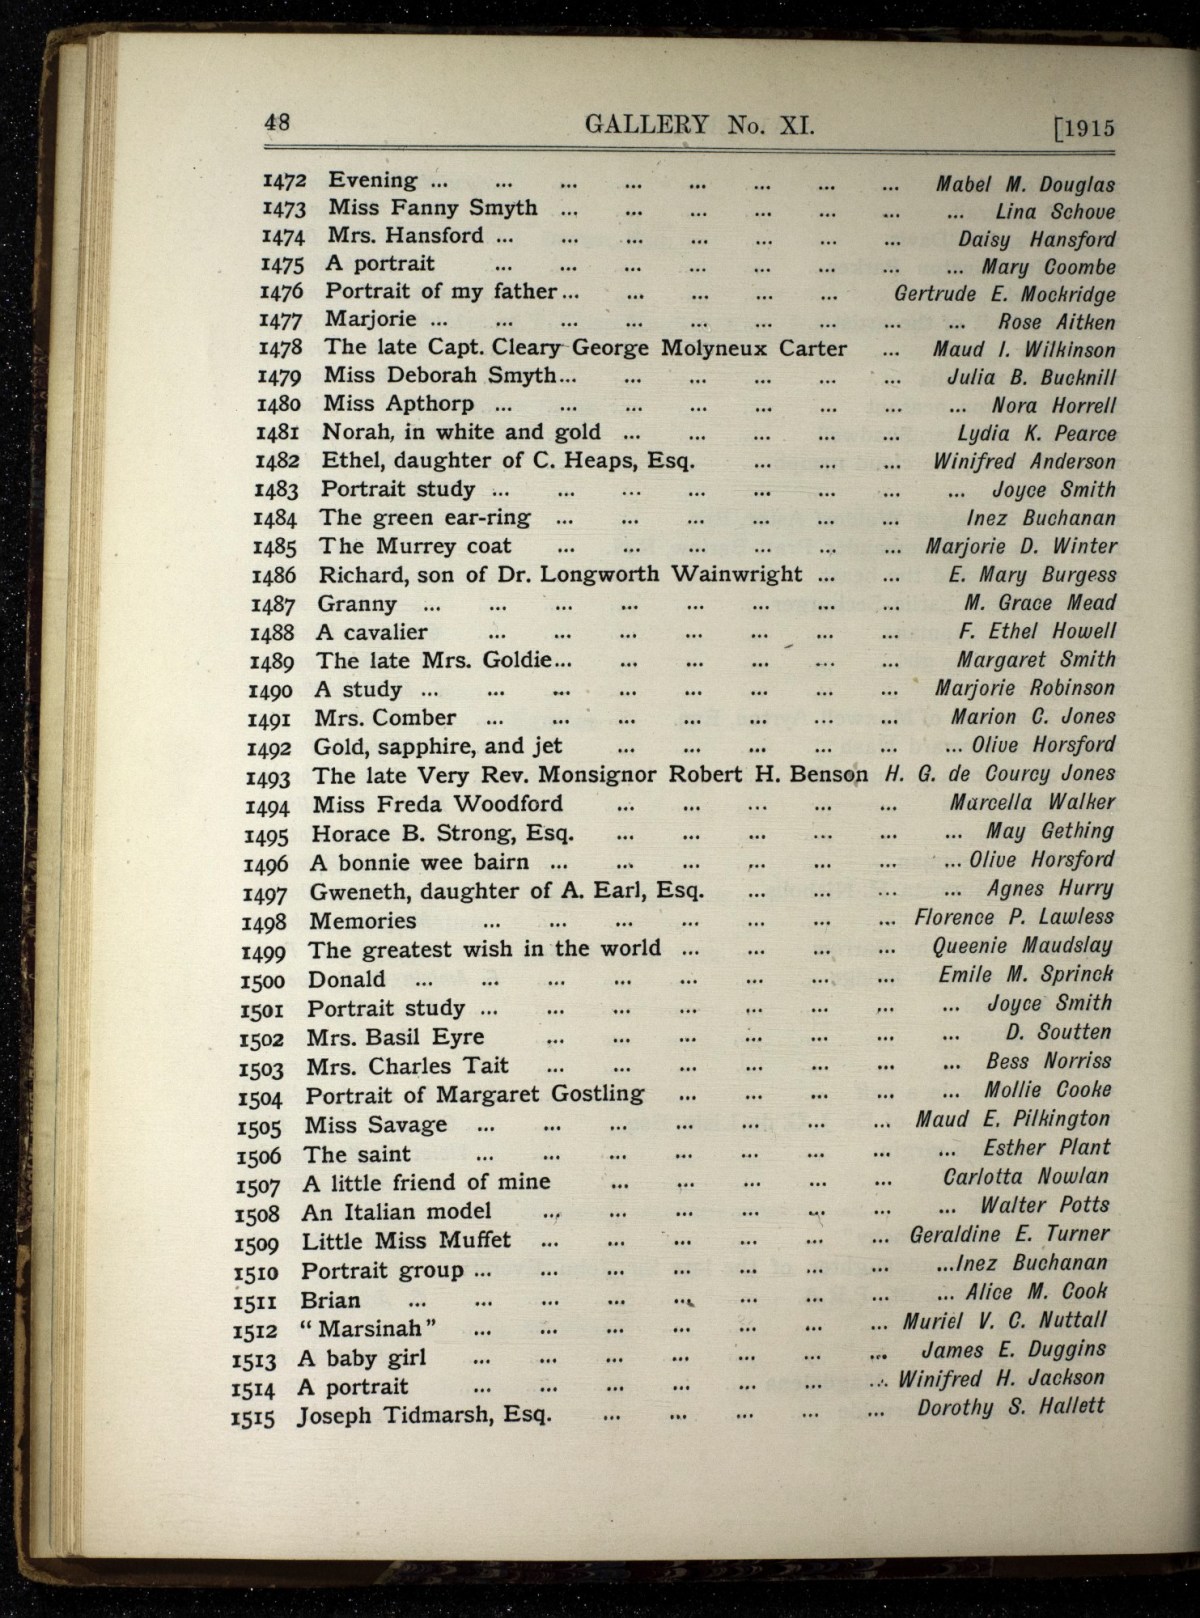 48 GALLERY No. XI. [1915
1472 Evening ... ... ... ... ... ... ... ... Mabel M. Douglas
1473 Miss Fanny Smyth ... ... ... ... ... ... ... Lina Schove
1474 Mrs. Hansford ... ... ... ... ... ... ... Daisy Hansford
1475 A portrait ... ... ... ... ... ... ... ... Mary Coombe
1476 Portrait of my father ... ... ... ... ... Gertrude E. Mockridge
1477 Marjorie ... ... ... ... ... ... ... ... ... Rose Aitken
1478 The late Capt. Cleary George Molyneux Carter ... Maud I. Wilkinson
1479 Miss Deborah Smyth... ... ... ... ... ... Julia B. Bucknill
1480 Miss Apthorp ... ... ... ... ... ... ... ... Nora Horrell
1481 Norah, in white and gold ... ... ... ... ... Lydia K. Pearce
1482 Ethel, daughter of C. Heaps, Esq. ... ... ... Winifred Anderson
1483 Portrait study ... ... ... ... ... ... ... ... Joyce Smith
1484 The green ear-ring ... ... ... ... ... ... Inez Buchanan
1485 The Murrey coat ... ... ... ... ... ... Marjorie D. Winter
1486 Richard, son of Dr. Longworth Wainwright ... ... E. Mary Burgess
1487 Granny ... ... ... ... ... ... ... ... M. Grace Mead
1488 A cavalier ... ... ... ... ... ... ... F. Ethel Howell
1489 The late Mrs. Goldie... ... ... ... ... ... Margaret Smith
1490 A study ... ... ... ... ... ... ... ... Marjorie Robinson
1491 Mrs. Comber ... ... ... ... ... ... ... Marion C. Jones
1492 Gold, sapphire, and jet ... ... ... ... ... ... Olive Horsford
1493 The late Very Rev. Monsignor Robert H. Benson H. G. de Courcy Jones
1494 Miss Freda Woodford ... ... ... ... ... Marcella Walker
1495 Horace B. Strong, Esq. ... ... ... ... ... ... May Gething
1496 A bonnie wee bairn ... ... ... ... ... ... ... Olive Horsford
1497 Gweneth, daughter of A. Earl, Esq. ... ... ... ... Agnes Hurry
1498 Memories ... ... ... ... ... ... ... Florence P. Lawless
1499 The greatest wish in the world ... ... ... ... Queenie Maudslay
1500 Donald ... ... ... ... ... ... ... ... Emile M. Sprinck
1501 Portrait study ... ... ... ... ... ... ... ... Joyce Smith
1502 Mrs. Basil Eyre ... ... ... ... ... ... ... D. Soutten
1503 Mrs. Charles Tait ... ... ... ... ... ... ... Bess Norriss
1504 Portrait of Margaret Gostling ... ... ... ... ... Mollie Cooke
1505 Miss Savage ... ... ... ... ... ... ... Maud E. Pilkington
1506 The saint ... ... ... ... ... ... ... ... Esther Plant
1507 A little friend of mine ... ... ... ... ... Carlotta Nowlan
1508 An Italian model ... ... ... ... ... ... ... Walter Potts
1509 Little Miss Muffet ... ... ... ... ... ... Geraldine E. Turner
1510 Portrait group ... ... ... ... ... ... ... ...Inez Buchanan
1511 Brian ... ... ... ... ... ... ... ... ... Alice M. Cook
1512 “Marsinah” ... ... ... ... ... ... ... Muriel V. C. Nuttall
1513 A baby girl ... ... ... ... ... ... ... James E. Duggins
1514 A portrait ... ... ... ... ... ... ... Winifred H. Jackson
1515 Joseph Tidmarsh, Esq. ... ... ... ... ... Dorothy S. Hallett